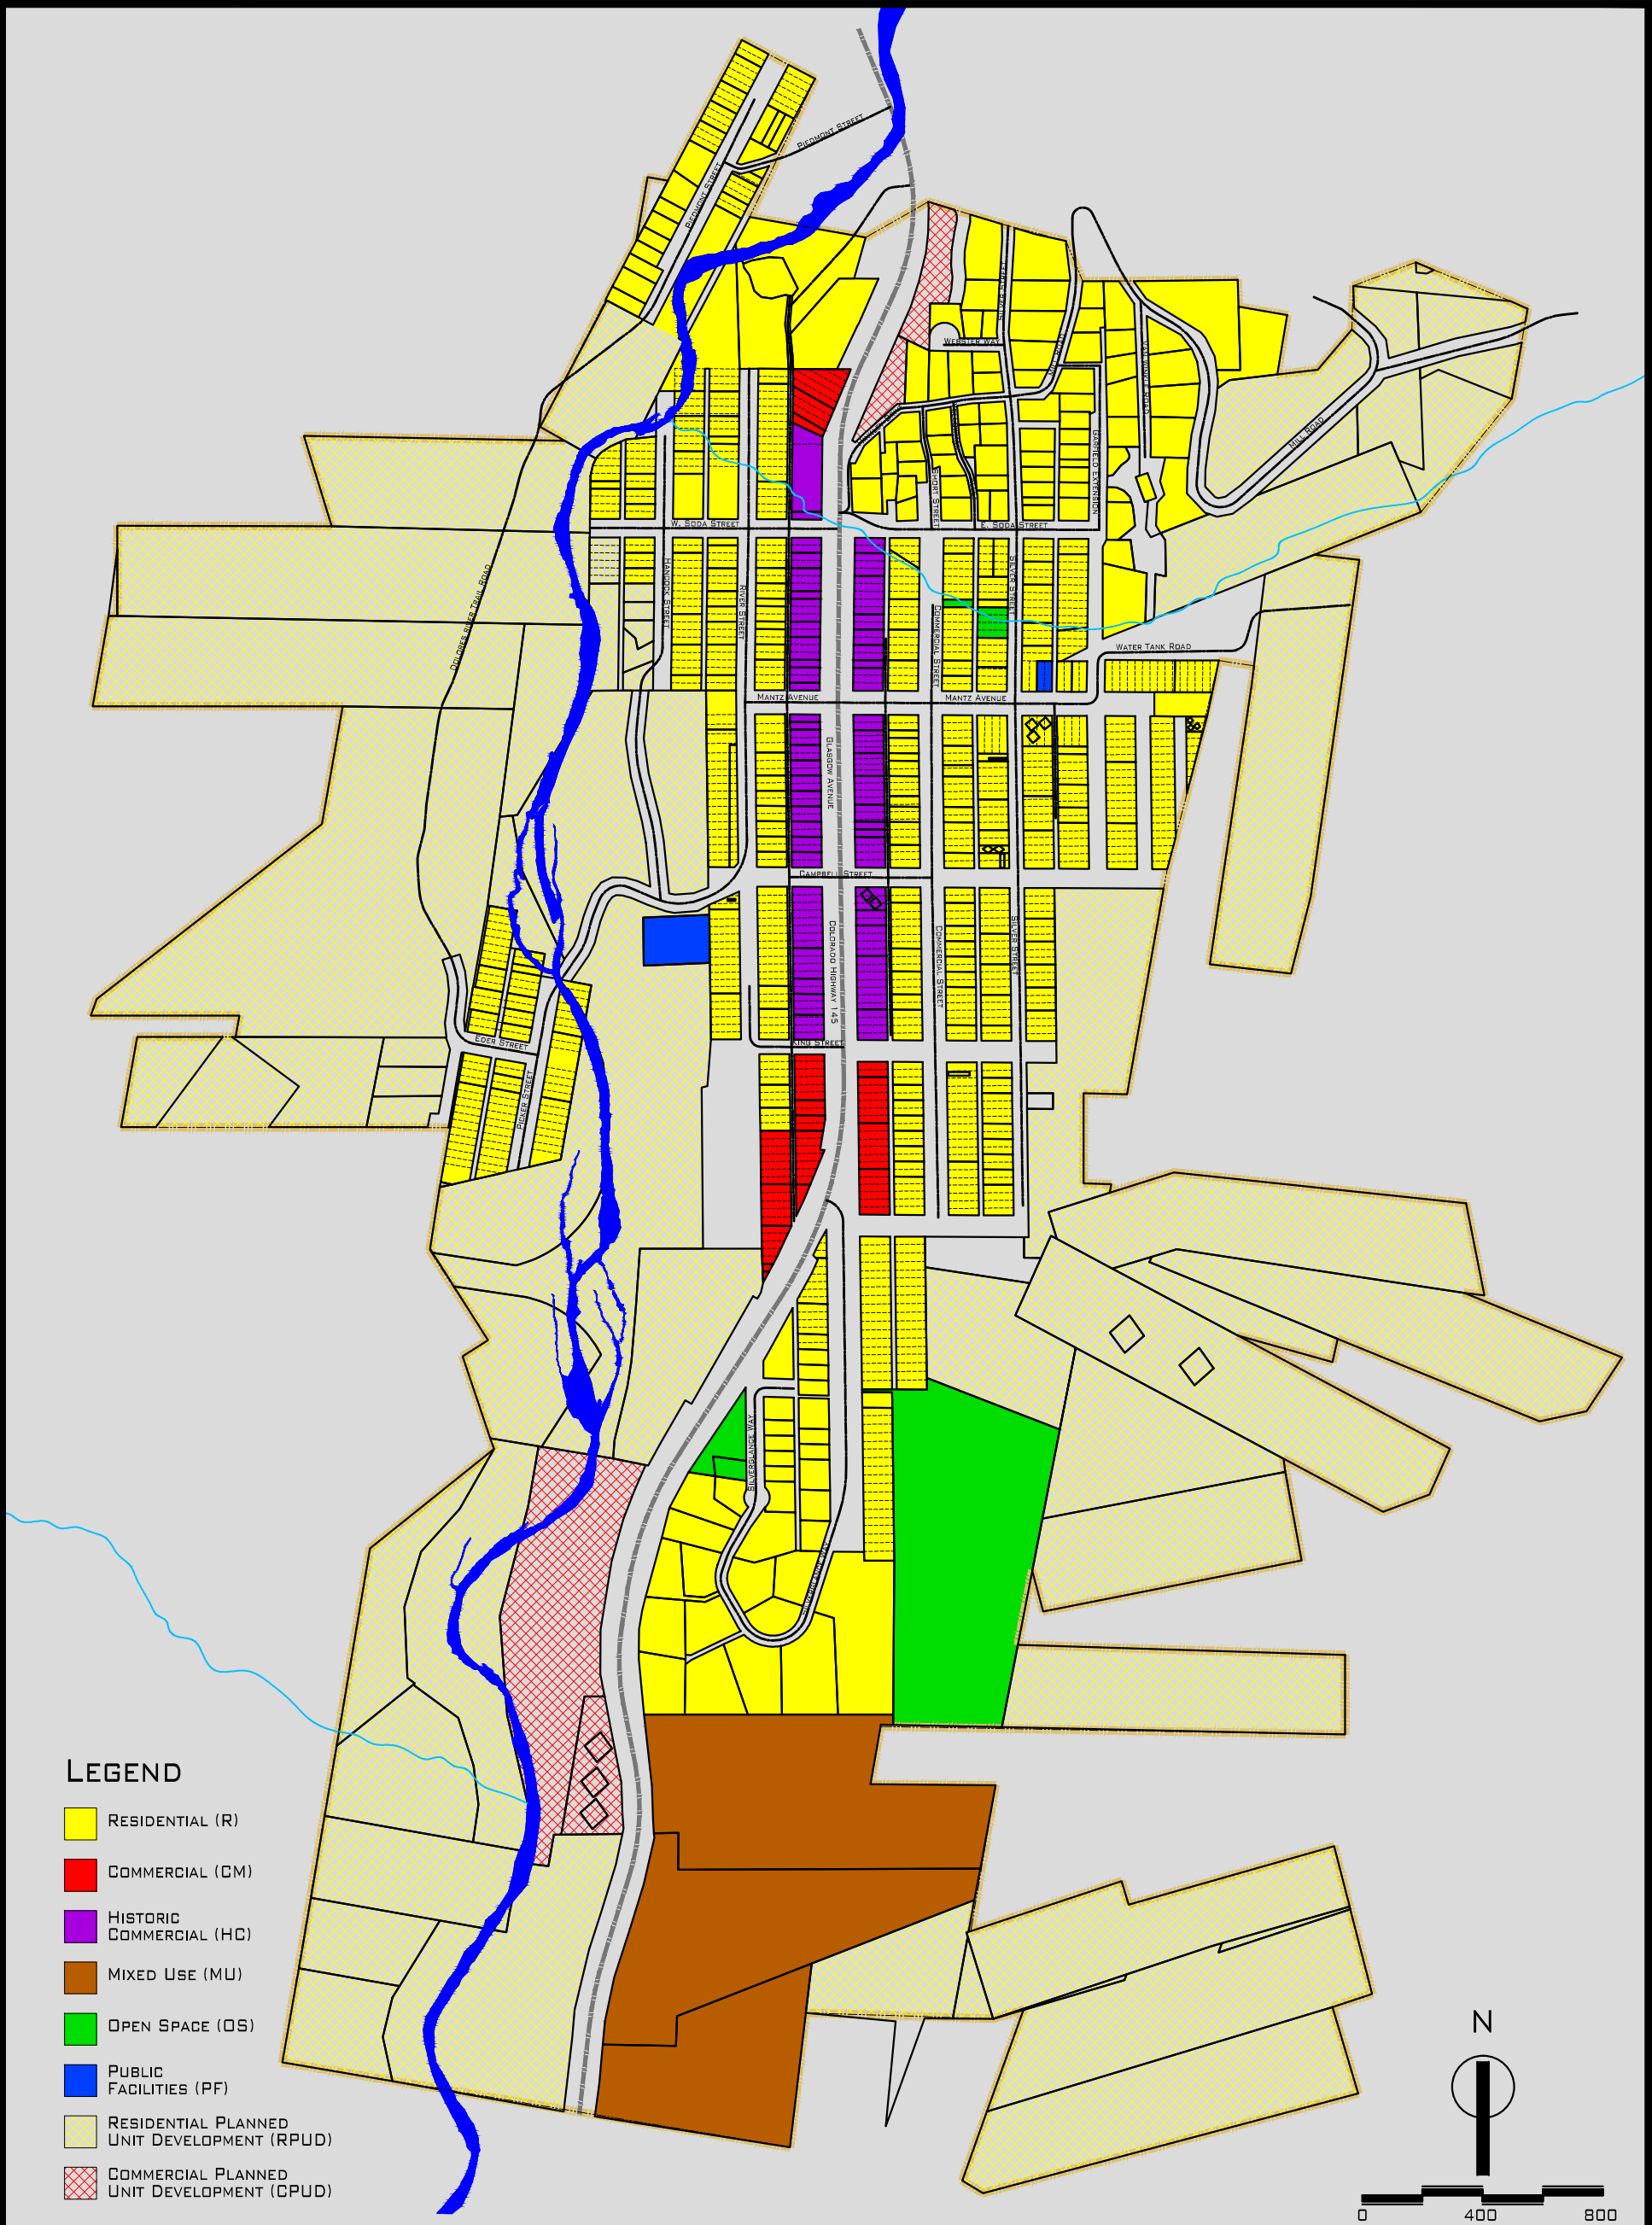 PIEDMONT STREET
PIEDMONT STREET
WEBSTER WAY
MILL ROAD
GARFIELD EXTENSION
SHORT STREET
W. SODA STREET
E. SODA STREET
DOLORES RIVER TRAIL ROAD
HANCOCK STREET
RIVER STREET
COMMERCIAL STREET
SILVER STREET
WATER TANK ROAD
MANTZ AVENUE
MANTZ AVENUE
GLASGOW AVENUE
CAMPBELL STREET
COLORADO HIGHWAY 145
COMMERCIAL STREET
SILVER STREET
EDER STREET
KING STREET
PICKER STREET
SILVERGLANCE WAY
SILVERGLANCE WAY
LEGEND
RESIDENTIAL (R)
COMMERCIAL (CM)
HISTORIC
COMMERCIAL (HC)
MIXED USE (MU)
OPEN SPACE (OS)
PUBLIC
FACILITIES (PF)
RESIDENTIAL PLANNED
UNIT DEVELOPMENT (RPUD)
COMMERCIAL PLANNED
UNIT DEVELOPMENT (CPUD)
N
0 400 800